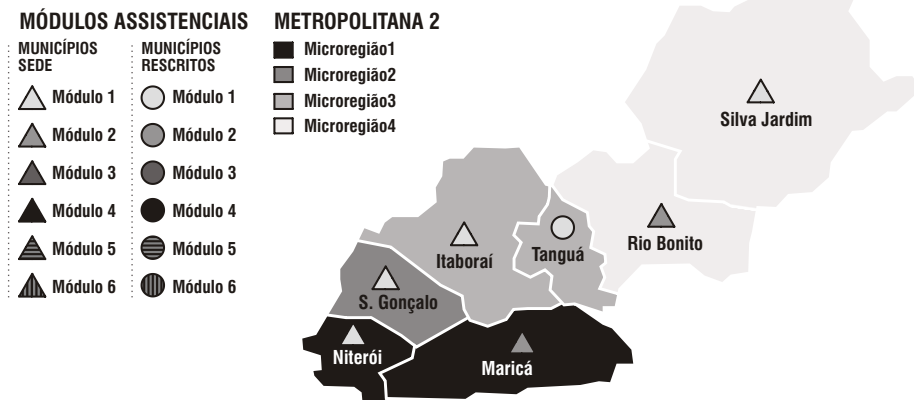 MÓDULOS ASSISTENCIAIS
MUNICÍPIOS
SEDE
Módulo 1
Módulo 2
Módulo 3
Módulo 4
Módulo 5
Módulo 6
MUNICÍPIOS
RESCRITOS
Módulo 1
Módulo 2
Módulo 3
Módulo 4
Módulo 5
Módulo 6
METROPOLITANA 2
Microregião1
Microregião2
Microregião3
Microregião4
Silva Jardim
Rio Bonito
Tanguá
Itaboraí
S. Gonçalo
Niterói
Maricá